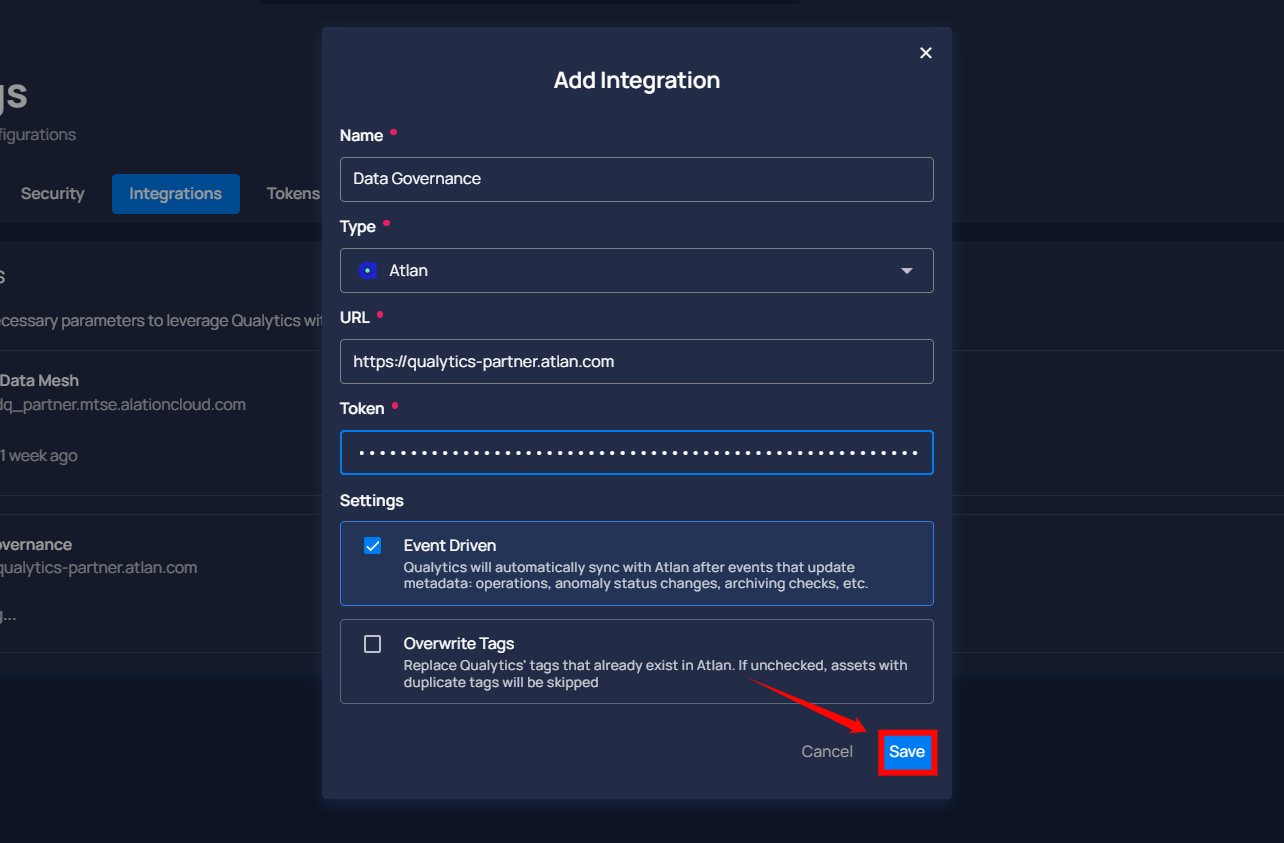 Add Integration
Name
Data Governance
Type
Atlan
URL
https://qualytics-partner.atlan.com
Token
Settings
Event Driven
Qualytics will automatically sync with Atlan after events that update
metadata: operations, anomaly status changes, archiving checks, etc.
Overwrite Tags
Replace Qualytics' tags that already exist in Atlan. If unchecked, assets with
duplicate tags will be skipped
Cancel Save
gs
figurations
Security Integrations Tokens
s
ecessary parameters to leverage Qualytics wit
Data Mesh
dq_partner.mtse.alationcloud.com
1 week ago
overnance
qualytics-partner.atlan.com
g...